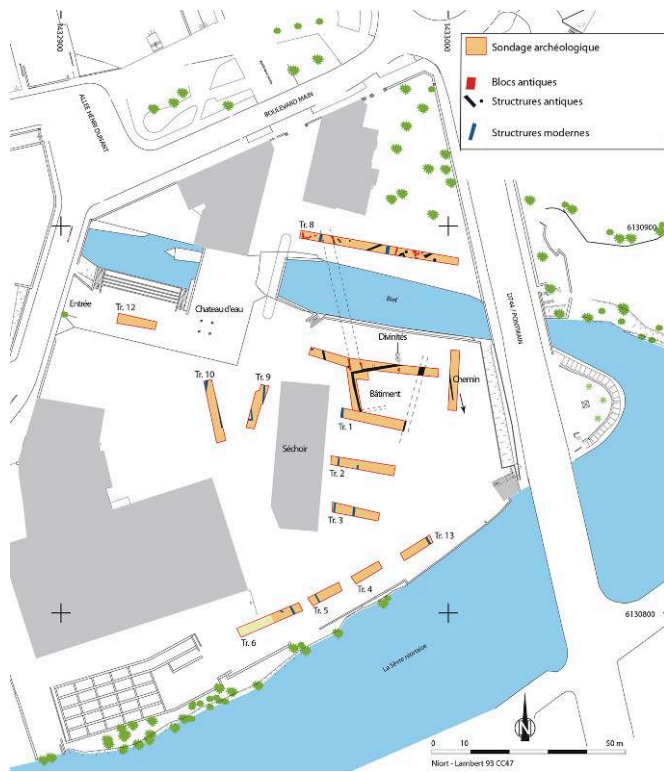 1432900
1433000
Sondage archéologique
Blocs antiques
Structures antiques
Structures modernes
ALLEE HENRI DUNANT
BOULEVARD MAIN
Tr. 8
6130900
Entrée
Tr. 12
Chateau d'eau
Bief
D744 / PONT MAIN
Divinités
Tr. 10
Tr. 9
Bâtiment
Chemin
Tr. 1
Séchoir
Tr. 2
Tr. 3
Tr. 13
Tr. 4
Tr. 5
Tr. 6
6130800
La Sèvre niortaise
N
0 10 50 m
Niort - Lambert 93 CC47